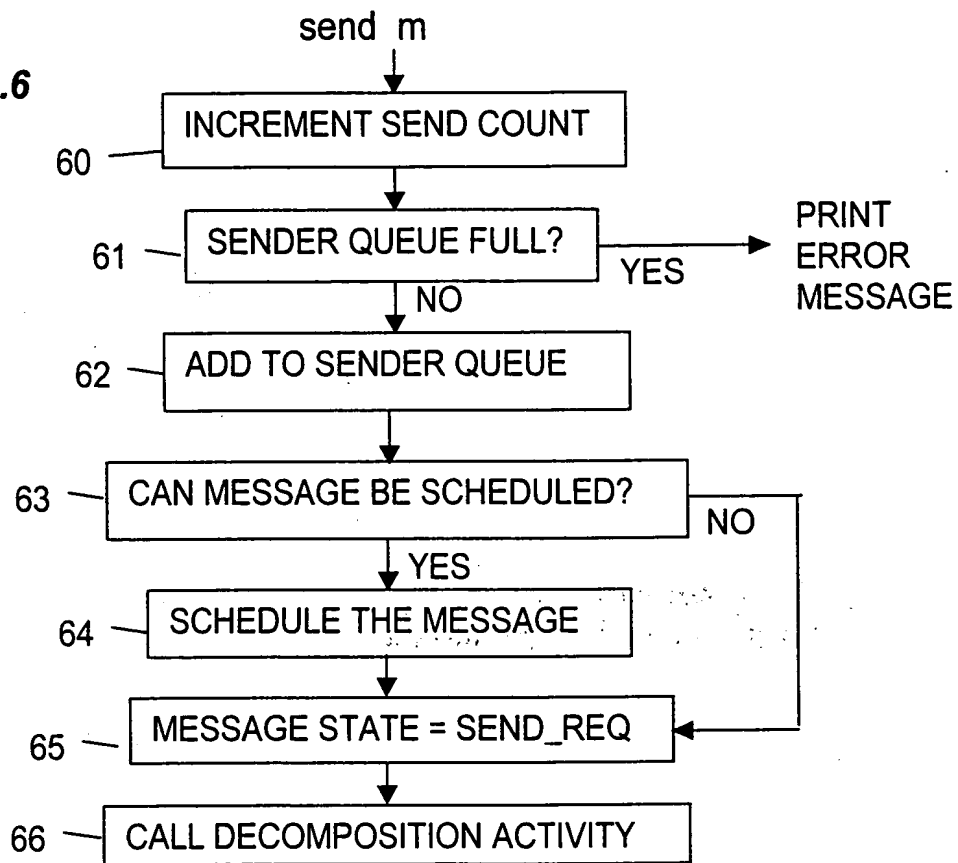 send m
.6
INCREMENT SEND COUNT
60
SENDER QUEUE FULL?
61
YES
PRINT
ERROR
MESSAGE
NO
ADD TO SENDER QUEUE
62
CAN MESSAGE BE SCHEDULED?
63
NO
YES
SCHEDULE THE MESSAGE
64
MESSAGE STATE = SEND_REQ
65
CALL DECOMPOSITION ACTIVITY
66